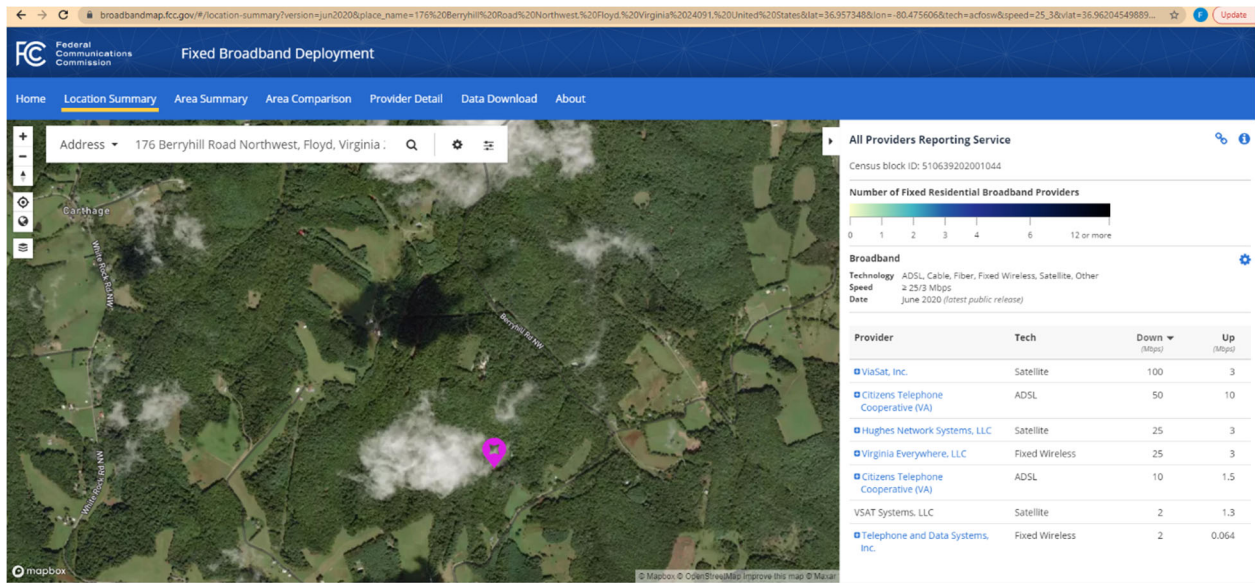 broadbandmap.fcc.gov/#/location-summary?version=jun2020&place_name=176%20Berryhill%20Road%20Northwest,%20Floyd,%20Virginia%2024091,%20United%20States&lat=36.957348&lon=-80.475606&tech=acfosw&speed=25_3&vlat=36.96204549889...
F
Update
FCC
Federal
Communications
Commission
Fixed Broadband Deployment
Home Location Summary Area Summary Area Comparison Provider Detail Data Download About
Address 176 Berryhill Road Northwest, Floyd, Virginia
Carthage
White Rock Rd NW
Berryhill Rd NW
White Rock Rd NW
mapbox
© Mapbox © OpenStreetMap Improve this map © Maxar
All Providers Reporting Service
Census block ID: 510639202001044
Number of Fixed Residential Broadband Providers
0 1 2 3 4 6 12 or more
Broadband
Technology ADSL, Cable, Fiber, Fixed Wireless, Satellite, Other
Speed ≥ 25/3 Mbps
Date June 2020 (latest public release)
Provider Tech Down Up
(Mbps) (Mbps)
ViaSat, Inc. Satellite 100 3
Citizens Telephone ADSL 50 10
Cooperative (VA)
Hughes Network Systems, LLC Satellite 25 3
Virginia Everywhere, LLC Fixed Wireless 25 3
Citizens Telephone ADSL 10 1.5
Cooperative (VA)
VSAT Systems, LLC Satellite 2 1.3
Telephone and Data Systems, Fixed Wireless 2 0.064
Inc.